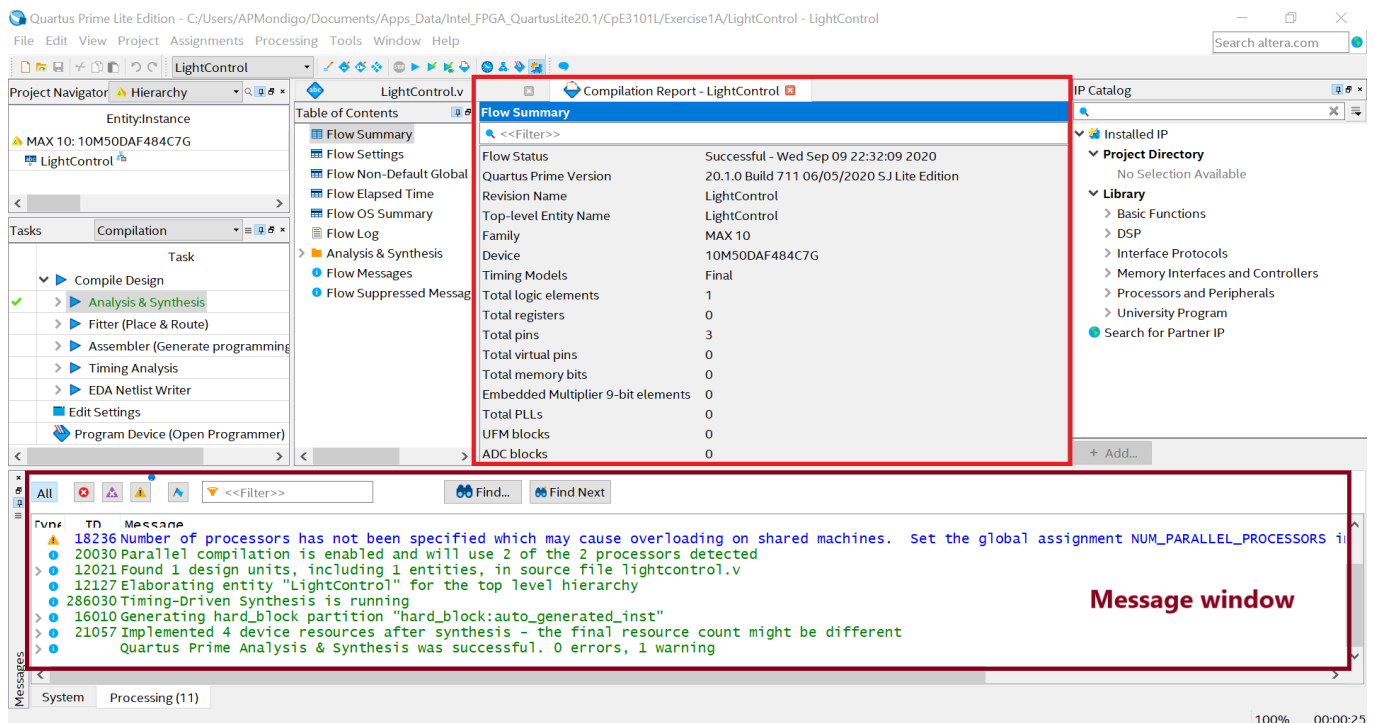 Quartus Prime Lite Edition - C:/Users/APMondigo/Documents/Apps_Data/Intel_FPGA_QuartusLite20.1/CpE3101L/Exercise1A/LightControl - LightControl
File Edit View Project Assignments Processing Tools Window Help
Search altera.com
LightControl
Project Navigator Hierarchy
Entity:Instance
MAX 10: 10M50DAF484C7G
LightControl
Tasks Compilation
Task
Compile Design
Analysis & Synthesis
Fitter (Place & Route)
Assembler (Generate programming
Timing Analysis
EDA Netlist Writer
Edit Settings
Program Device (Open Programmer)
abc LightControl.v
Compilation Report - LightControl
Table of Contents
Flow Summary
Flow Settings
Flow Non-Default Global
Flow Elapsed Time
Flow OS Summary
Flow Log
Analysis & Synthesis
Flow Messages
Flow Suppressed Messag
Flow Summary
<<Filter>>
Flow Status Successful - Wed Sep 09 22:32:09 2020
Quartus Prime Version 20.1.0 Build 711 06/05/2020 SJ Lite Edition
Revision Name LightControl
Top-level Entity Name LightControl
Family MAX 10
Device 10M50DAF484C7G
Timing Models Final
Total logic elements 1
Total registers 0
Total pins 3
Total virtual pins 0
Total memory bits 0
Embedded Multiplier 9-bit elements 0
Total PLLs 0
UFM blocks 0
ADC blocks 0
IP Catalog
Installed IP
Project Directory
No Selection Available
Library
Basic Functions
DSP
Interface Protocols
Memory Interfaces and Controllers
Processors and Peripherals
University Program
Search for Partner IP
+ Add...
All <<Filter>> Find... Find Next
Type ID Message
18236 Number of processors has not been specified which may cause overloading on shared machines. Set the global assignment NUM_PARALLEL_PROCESSORS in
20030 Parallel compilation is enabled and will use 2 of the 2 processors detected
12021 Found 1 design units, including 1 entities, in source file lightcontrol.v
12127 Elaborating entity "LightControl" for the top level hierarchy
286030 Timing-Driven Synthesis is running
16010 Generating hard_block partition "hard_block:auto_generated_inst"
21057 Implemented 4 device resources after synthesis - the final resource count might be different
Quartus Prime Analysis & Synthesis was successful. 0 errors, 1 warning
Message window
Messages
System Processing (11)
100% 00:00:25